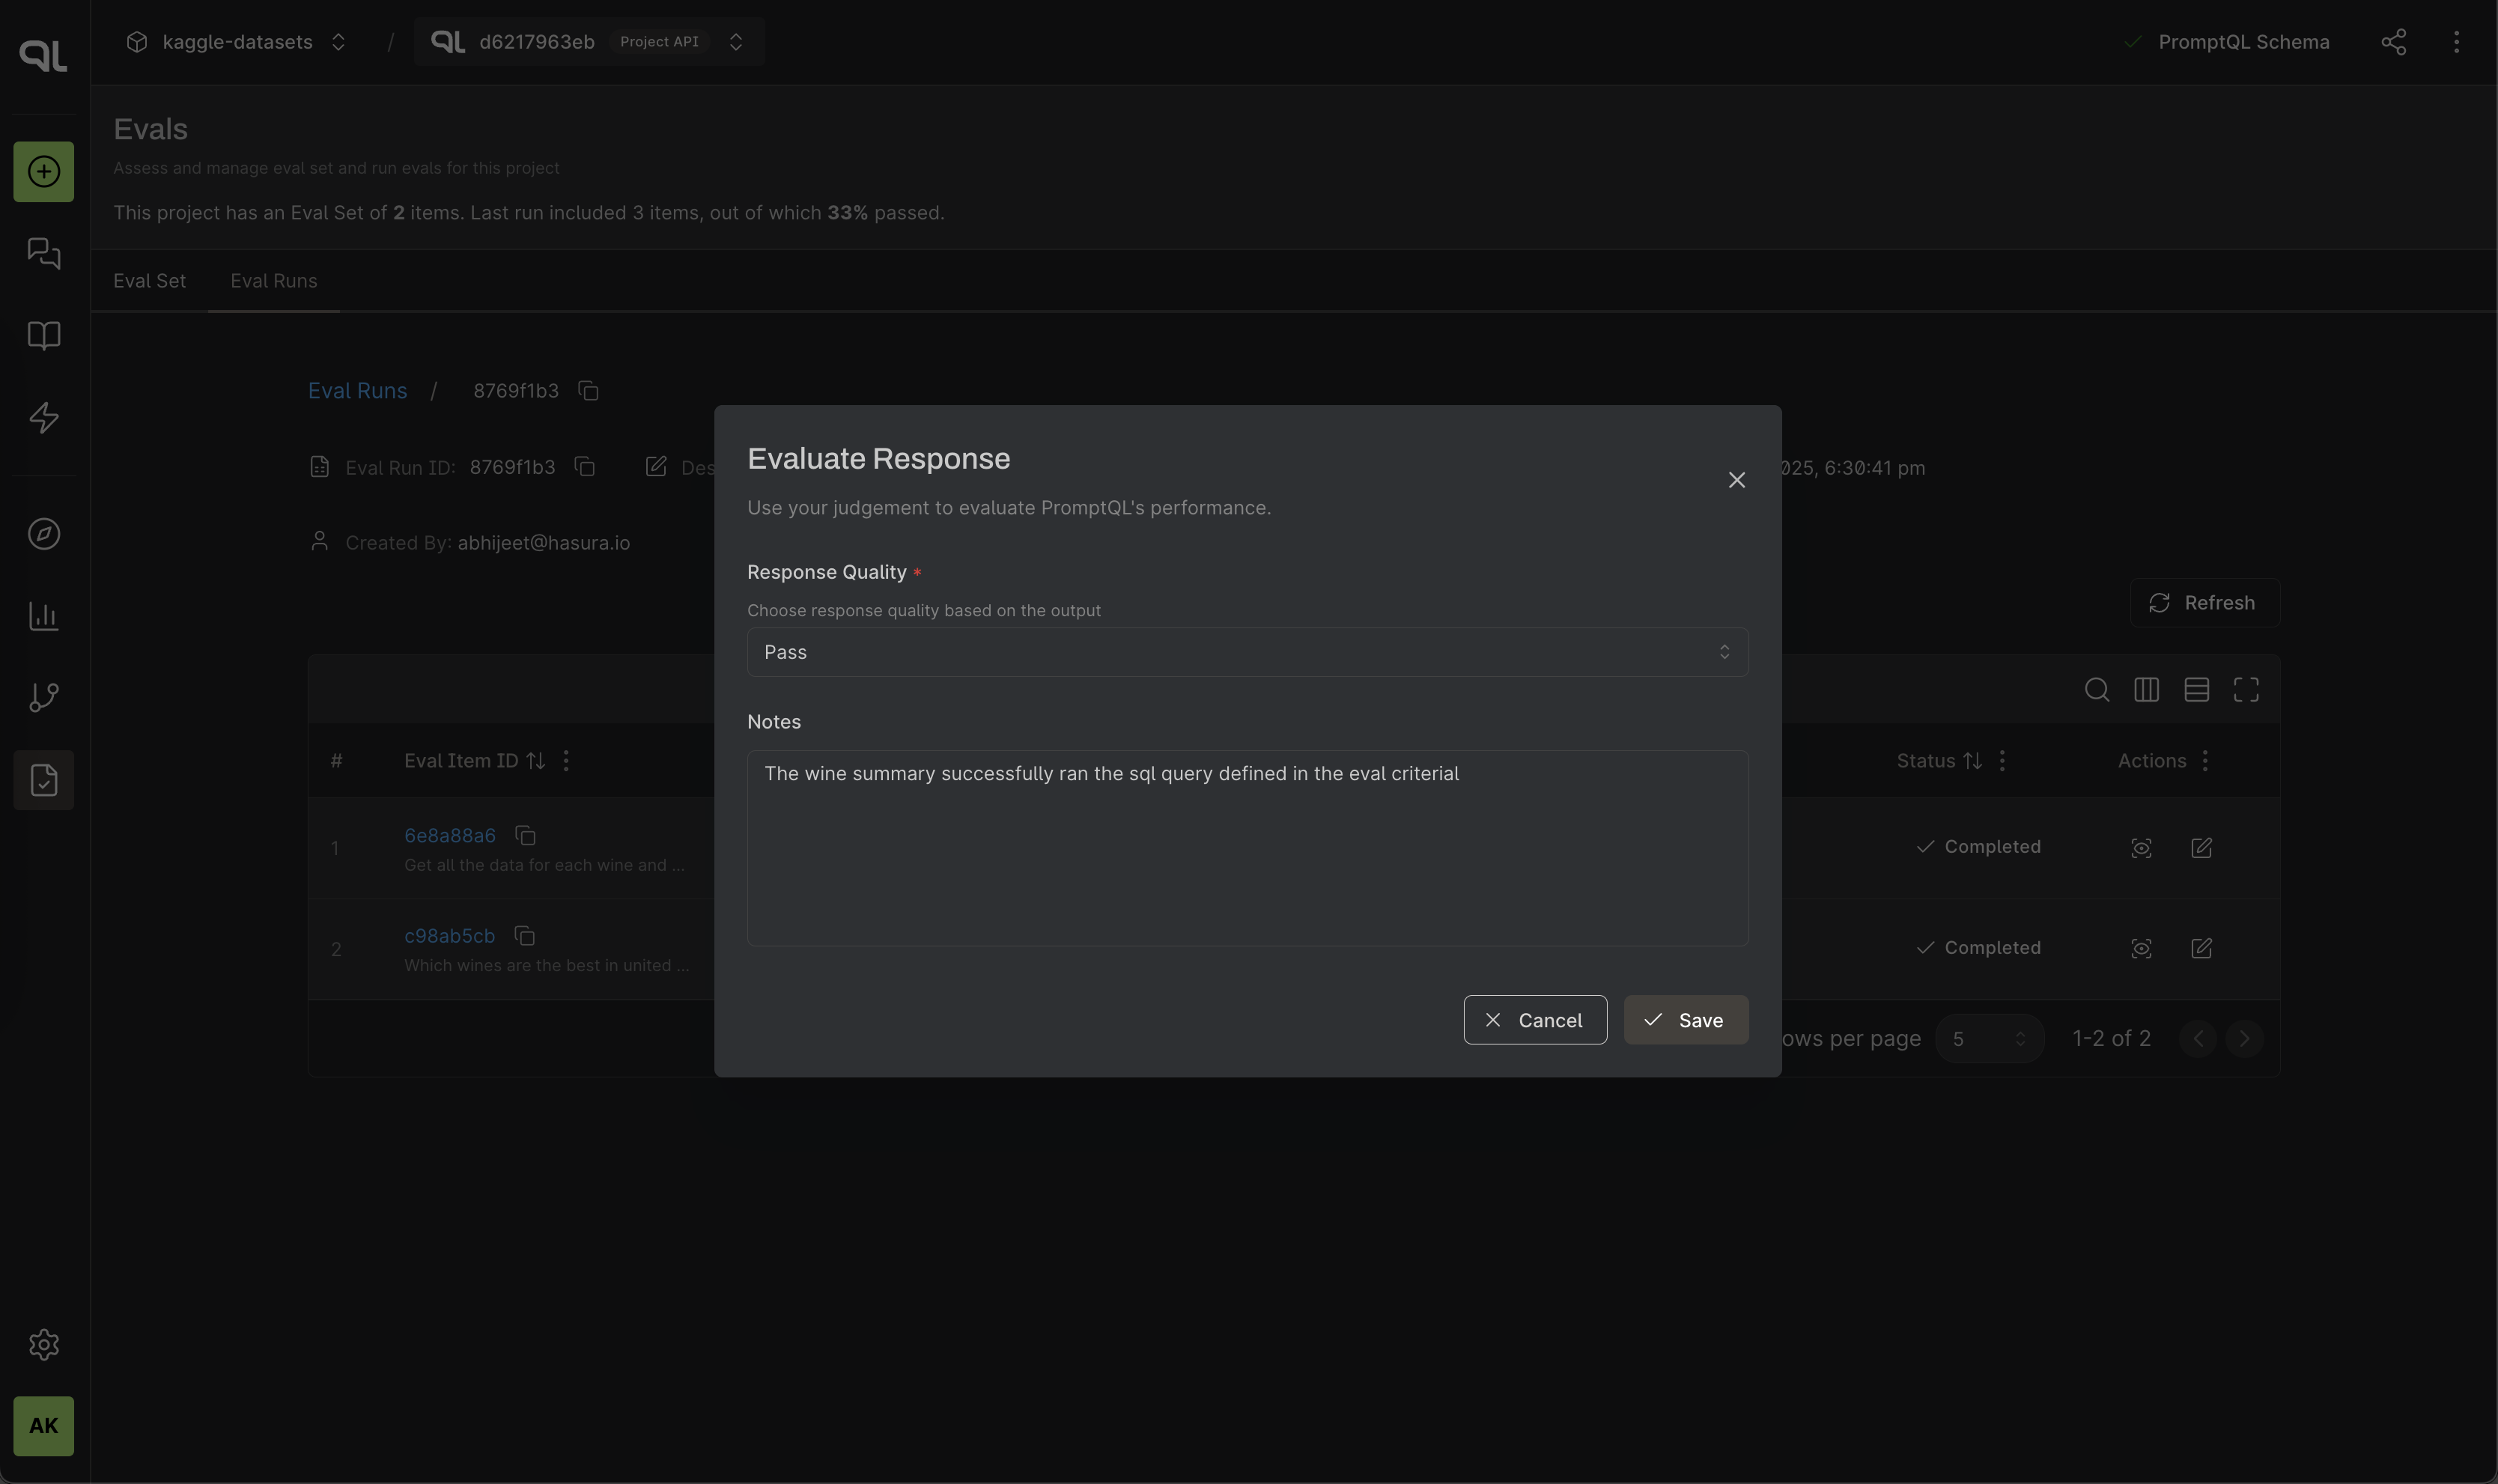 QL
kaggle-datasets / QL d6217963eb Project API
PromptQL Schema
Evals
Assess and manage eval set and run evals for this project
This project has an Eval Set of 2 items. Last run included 3 items, out of which 33% passed.
Eval Set Eval Runs
Eval Runs / 8769f1b3
Eval Run ID: 8769f1b3 Des 025, 6:30:41 pm
Created By: abhijeet@hasura.io
Refresh
Evaluate Response
Use your judgement to evaluate PromptQL's performance.
Response Quality *
Choose response quality based on the output
Pass
Notes
The wine summary successfully ran the sql query defined in the eval criterial
Cancel Save
# Eval Item ID Status Actions
1 6e8a88a6 Completed
Get all the data for each wine and ...
2 c98ab5cb Completed
Which wines are the best in united ...
ows per page 5 1-2 of 2
AK